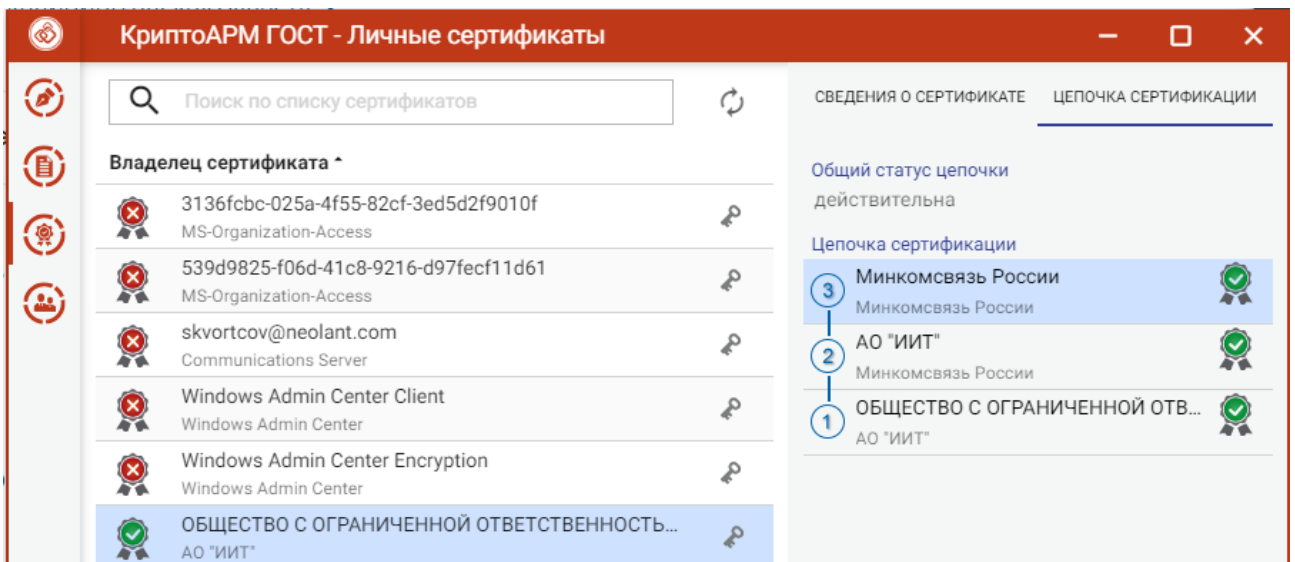 КриптоАРМ ГОСТ - Личные сертификаты
Поиск по списку сертификатов
Владелец сертификата
3136fcbc-025a-4f55-82cf-3ed5d2f9010f
MS-Organization-Access
539d9825-f06d-41c8-9216-d97fecf11d61
MS-Organization-Access
skvortcov@neolant.com
Communications Server
Windows Admin Center Client
Windows Admin Center
Windows Admin Center Encryption
Windows Admin Center
ОБЩЕСТВО С ОГРАНИЧЕННОЙ ОТВЕТСТВЕННОСТЬ...
АО "ИИТ"
СВЕДЕНИЯ О СЕРТИФИКАТЕ ЦЕПОЧКА СЕРТИФИКАЦИИ
Общий статус цепочки
действительна
Цепочка сертификации
3 Минкомсвязь России
Минкомсвязь России
2 АО "ИИТ"
Минкомсвязь России
1 ОБЩЕСТВО С ОГРАНИЧЕННОЙ ОТВ...
АО "ИИТ"